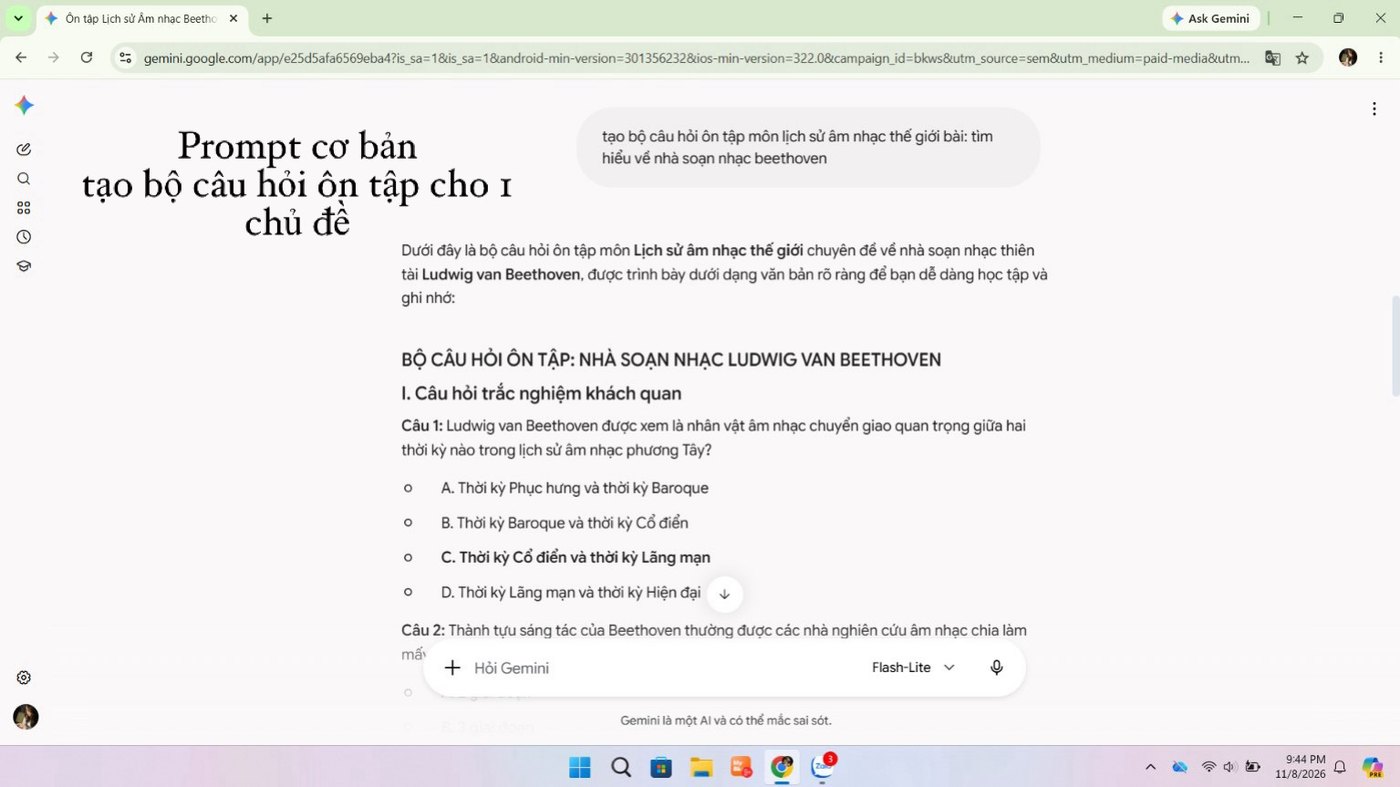 Ôn tập Lịch sử Âm nhạc Beetho
Ask Gemini
gemini.google.com/app/e25d5afa6569eba4?is_sa=1&is_sa=1&android-min-version=301356232&ios-min-version=322.0&campaign_id=bkws&utm_source=sem&utm_medium=paid-media&utm...
Prompt cơ bản
tạo bộ câu hỏi ôn tập cho 1
chủ đề
tạo bộ câu hỏi ôn tập môn lịch sử âm nhạc thế giới bài: tìm
hiểu về nhà soạn nhạc beethoven
Dưới đây là bộ câu hỏi ôn tập môn Lịch sử âm nhạc thế giới chuyên đề về nhà soạn nhạc thiên
tài Ludwig van Beethoven, được trình bày dưới dạng văn bản rõ ràng để bạn dễ dàng học tập và
ghi nhớ:
BỘ CÂU HỎI ÔN TẬP: NHÀ SOẠN NHẠC LUDWIG VAN BEETHOVEN
I. Câu hỏi trắc nghiệm khách quan
Câu 1: Ludwig van Beethoven được xem là nhân vật âm nhạc chuyển giao quan trọng giữa hai
thời kỳ nào trong lịch sử âm nhạc phương Tây?
A. Thời kỳ Phục hưng và thời kỳ Baroque
B. Thời kỳ Baroque và thời kỳ Cổ điển
C. Thời kỳ Cổ điển và thời kỳ Lãng mạn
D. Thời kỳ Lãng mạn và thời kỳ Hiện đại
Câu 2: Thành tựu sáng tác của Beethoven thường được các nhà nghiên cứu âm nhạc chia làm
mấy
Hỏi Gemini
Flash-Lite
Gemini là một AI và có thể mắc sai sót.
Zalo
3
9:44 PM
11/8/2026
PRE